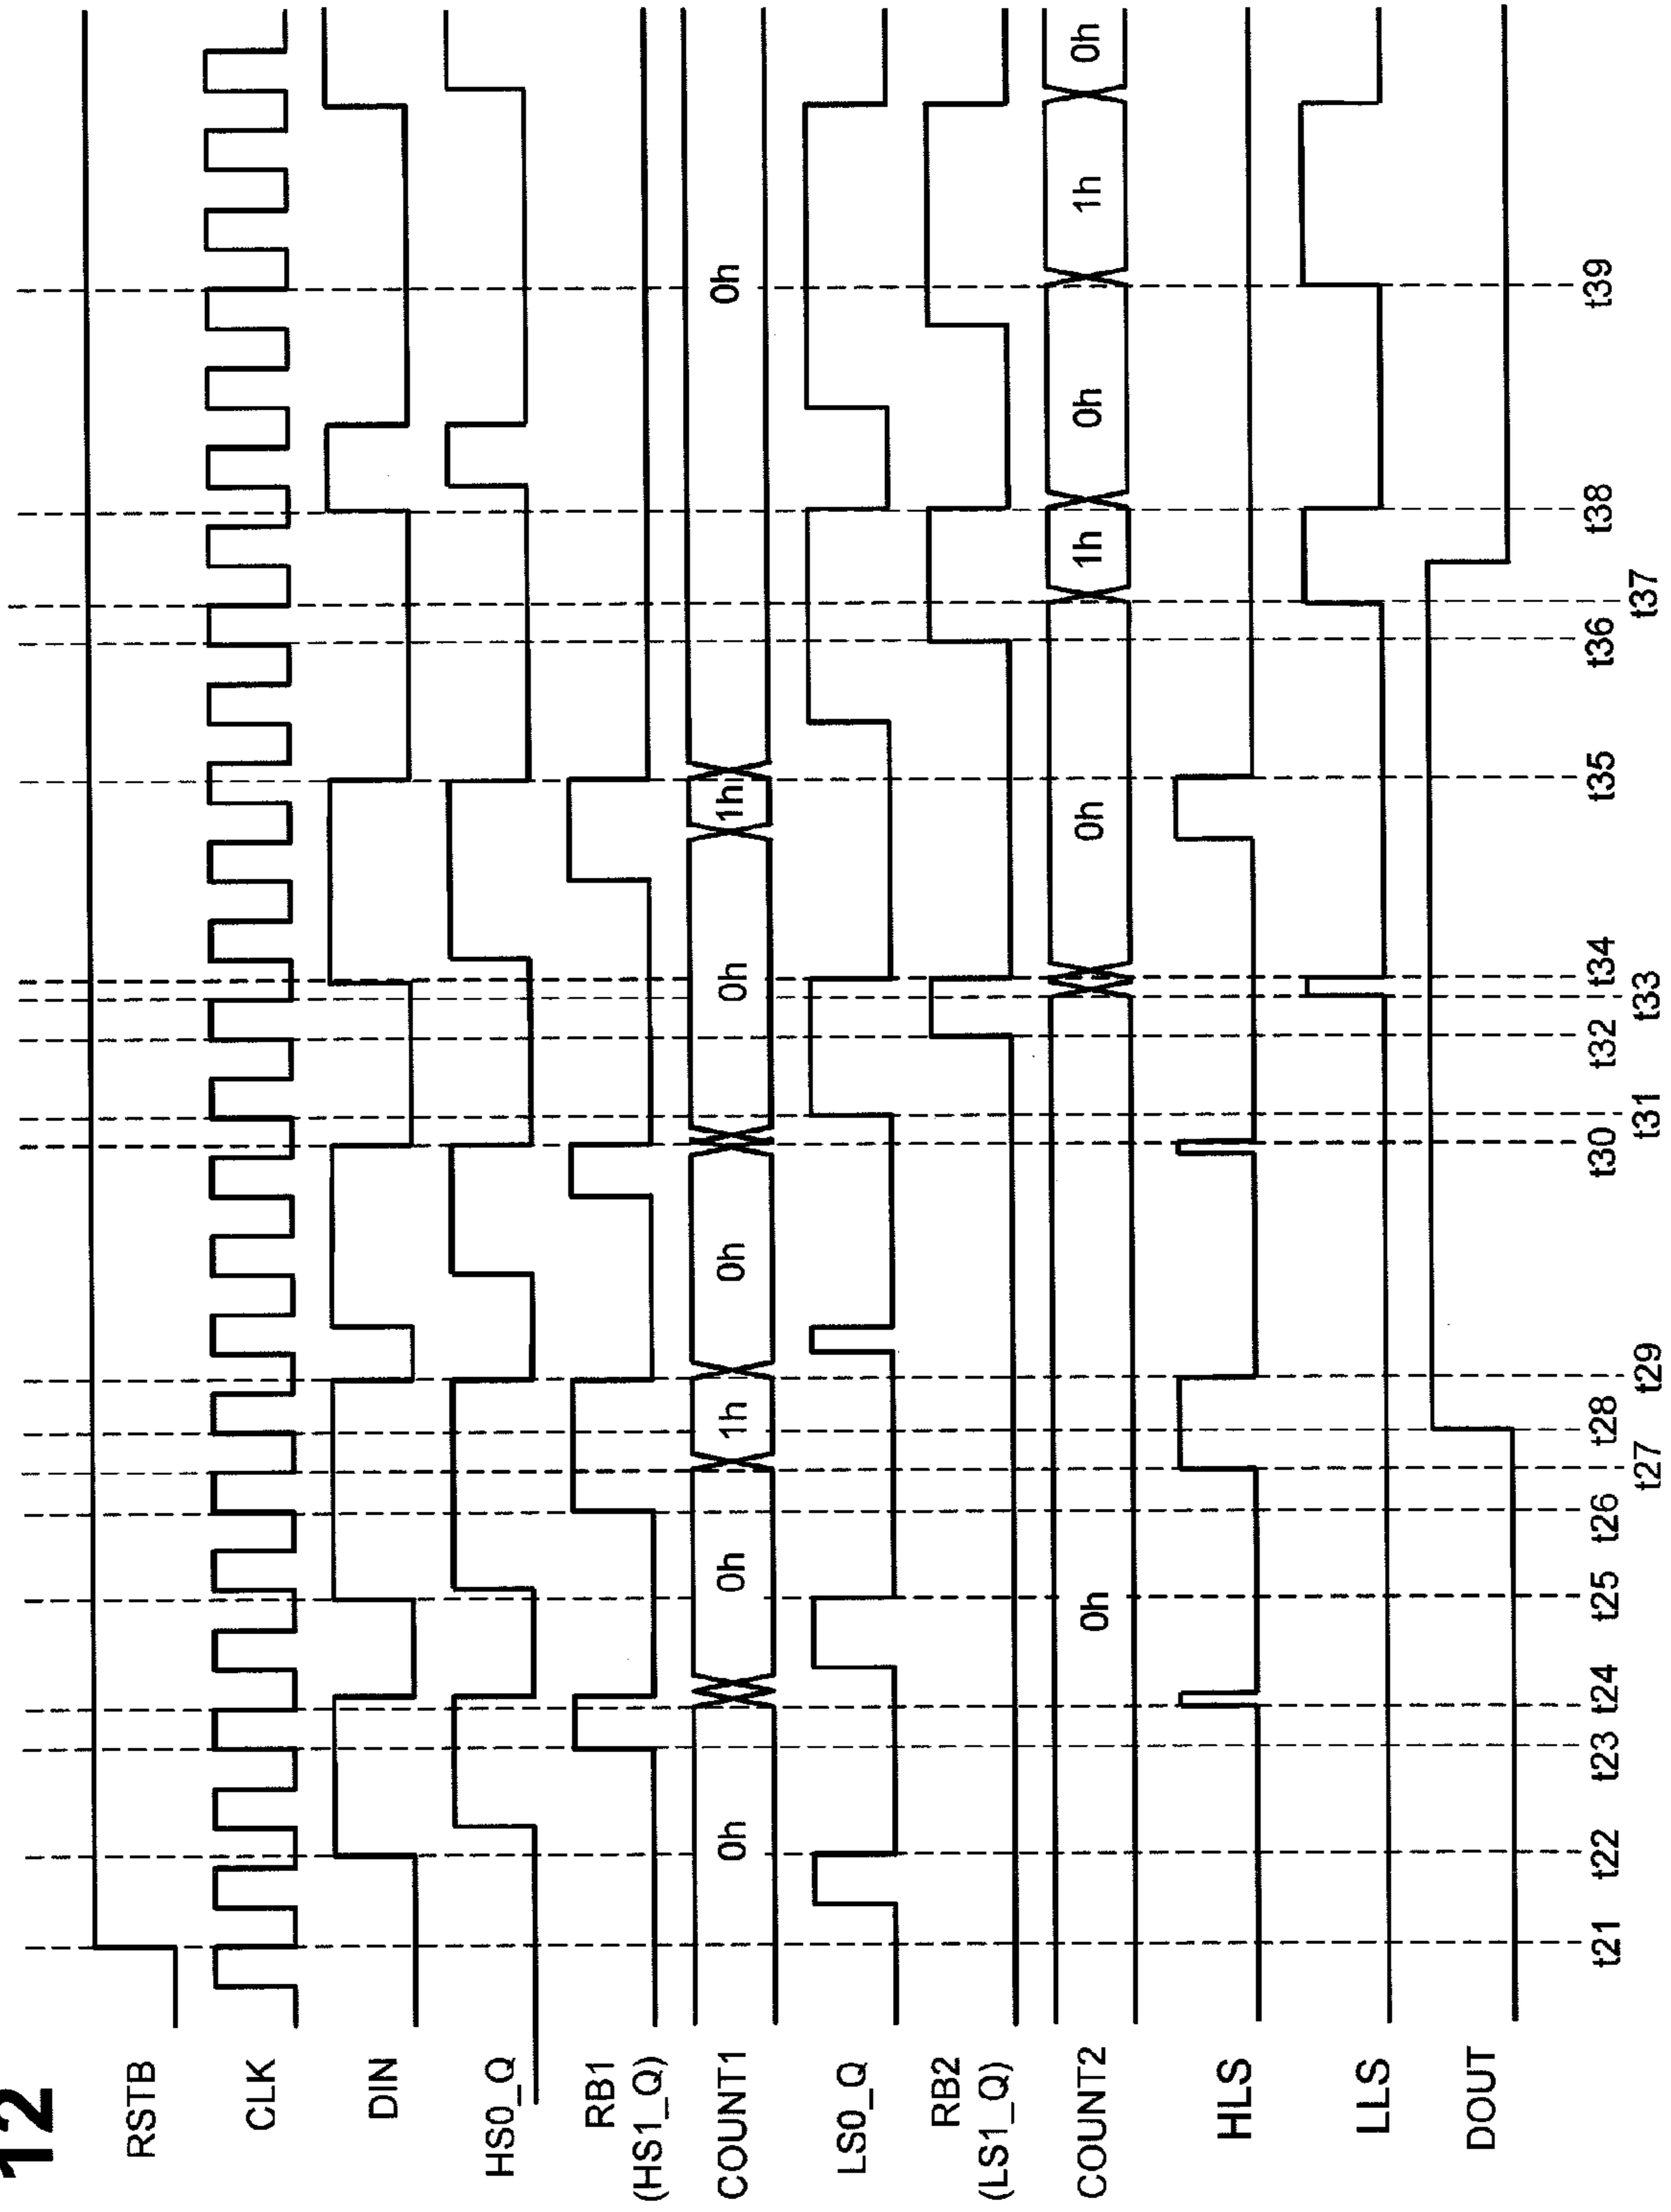 12
RSTB
CLK
DIN
HS0_Q
RB1
(HS1_Q)
COUNT1
0h
0h
1h
0h
0h
1h
0h
LS0_Q
RB2
(LS1_Q)
COUNT2
0h
0h
1h
0h
1h
0h
HLS
LLS
DOUT
t21
t22
t23
t24
t25
t26
t27
t28
t29
t30
t31
t32
t33
t34
t35
t36
t37
t38
t39